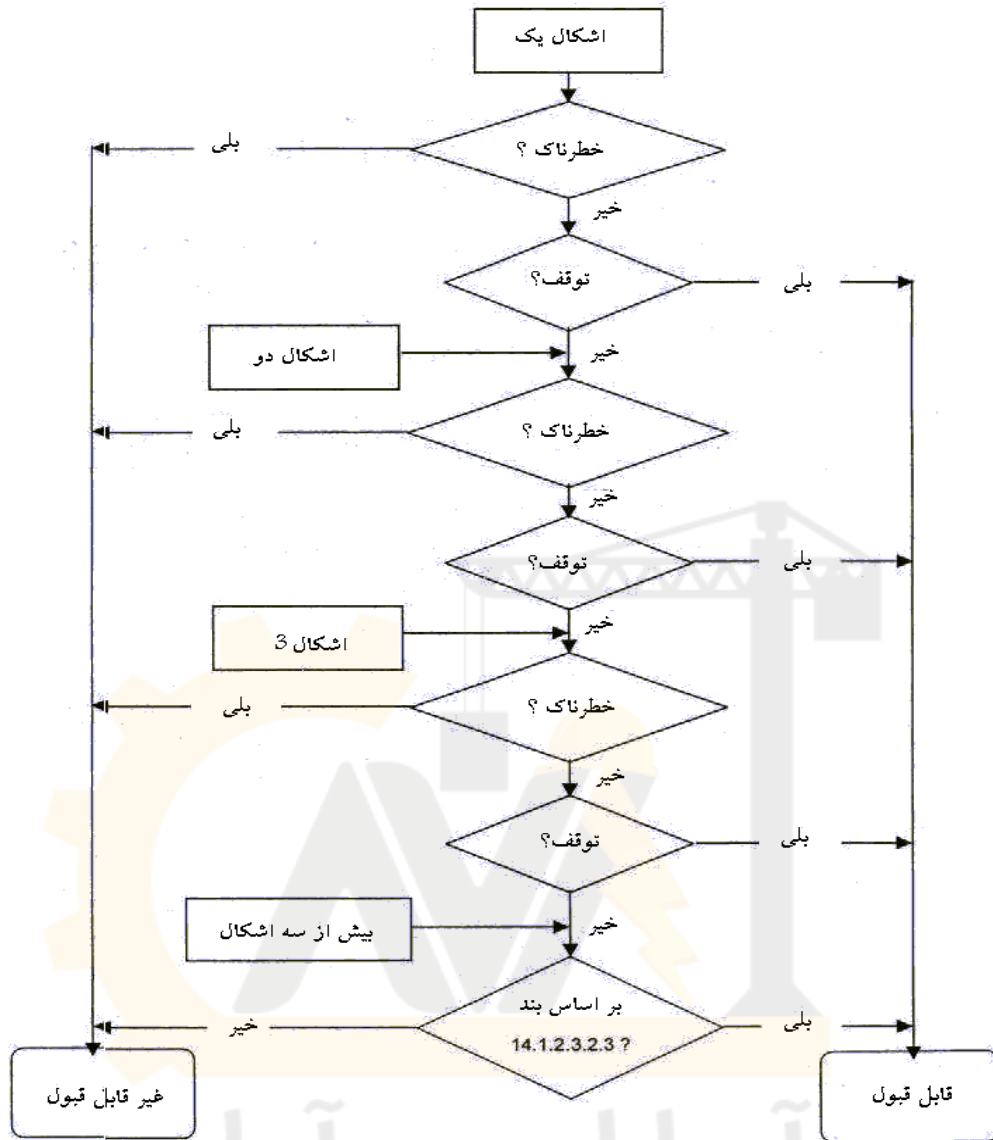 اشکال یک
خطرناک ؟
بلی
خیر
توقف؟
بلی
خیر
اشکال دو
خطرناک ؟
بلی
خیر
توقف؟
بلی
خیر
اشکال 3
خطرناک ؟
بلی
خیر
توقف؟
بلی
خیر
بیش از سه اشکال
بر اساس بند
14.1.2.3.2.3 ?
بلی
خیر
قابل قبول
غیر قابل قبول